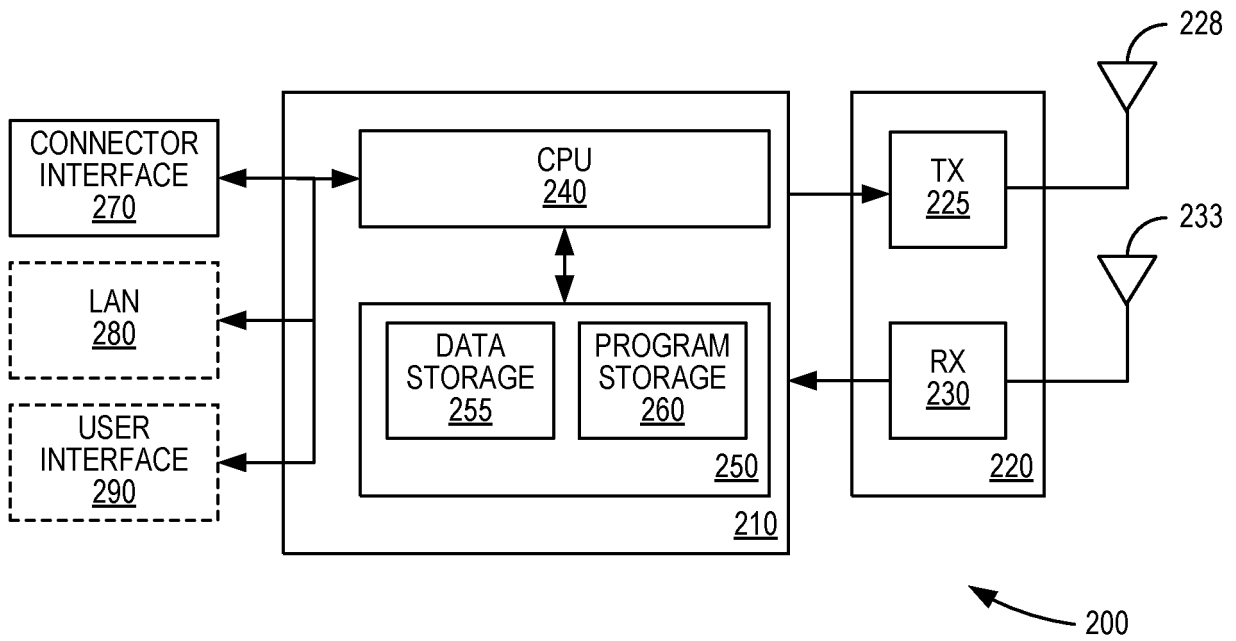 228
CONNECTOR
INTERFACE
270
CPU
240
TX
225
233
LAN
280
DATA
STORAGE
255
PROGRAM
STORAGE
260
RX
230
USER
INTERFACE
290
250
220
210
200